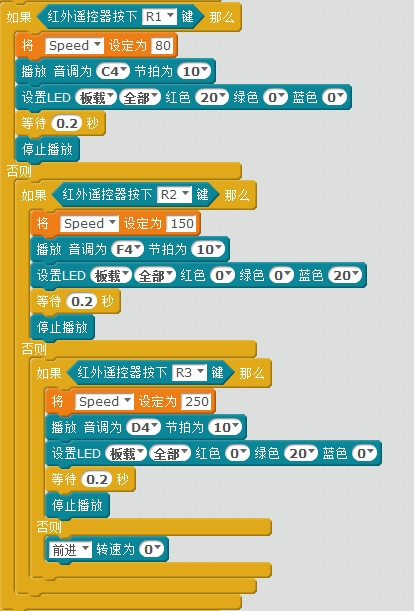 如果 红外遥控器按下 R1 键 那么
将 Speed 设定为 80
播放 音调为 C4 节拍为 10
设置LED 板载 全部 红色 20 绿色 0 蓝色 0
等待 0.2 秒
停止播放
否则
如果 红外遥控器按下 R2 键 那么
将 Speed 设定为 150
播放 音调为 F4 节拍为 10
设置LED 板载 全部 红色 0 绿色 0 蓝色 20
等待 0.2 秒
停止播放
否则
如果 红外遥控器按下 R3 键 那么
将 Speed 设定为 250
播放 音调为 D4 节拍为 10
设置LED 板载 全部 红色 0 绿色 20 蓝色 0
等待 0.2 秒
停止播放
否则
前进 转速为 0